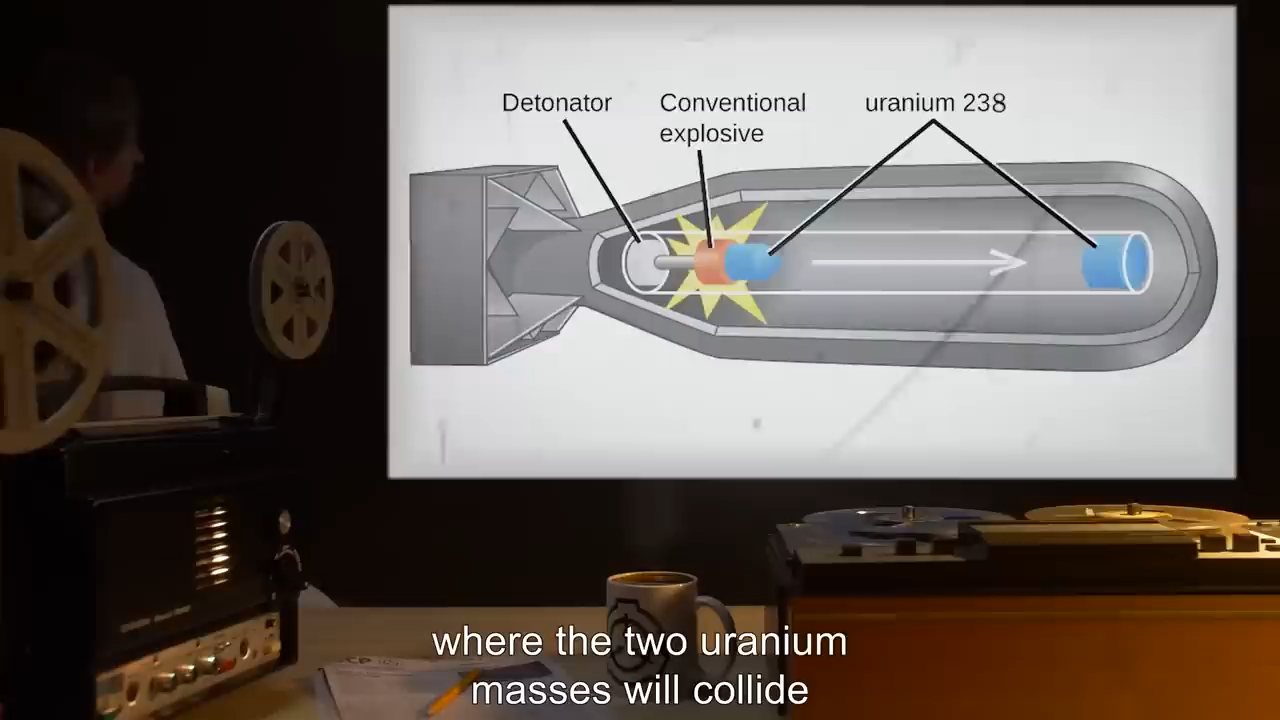 Detonator
Conventional
explosive
uranium 238
where the two uranium
masses will collide